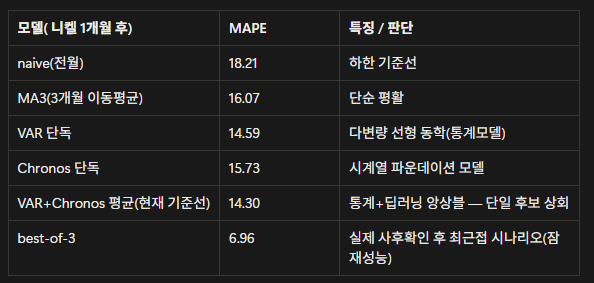 모델( 니켈 1개월 후) MAPE 특징 / 판단
naive(전월) 18.21 하한 기준선
MA3(3개월 이동평균) 16.07 단순 평활
VAR 단독 14.59 다변량 선형 동학(통계모델)
Chronos 단독 15.73 시계열 파운데이션 모델
VAR+Chronos 평균(현재 기준선) 14.30 통계+딥러닝 앙상블 — 단일 후보 상회
best-of-3 6.96 실제 사후확인 후 최근접 시나리오(잠
재성능)